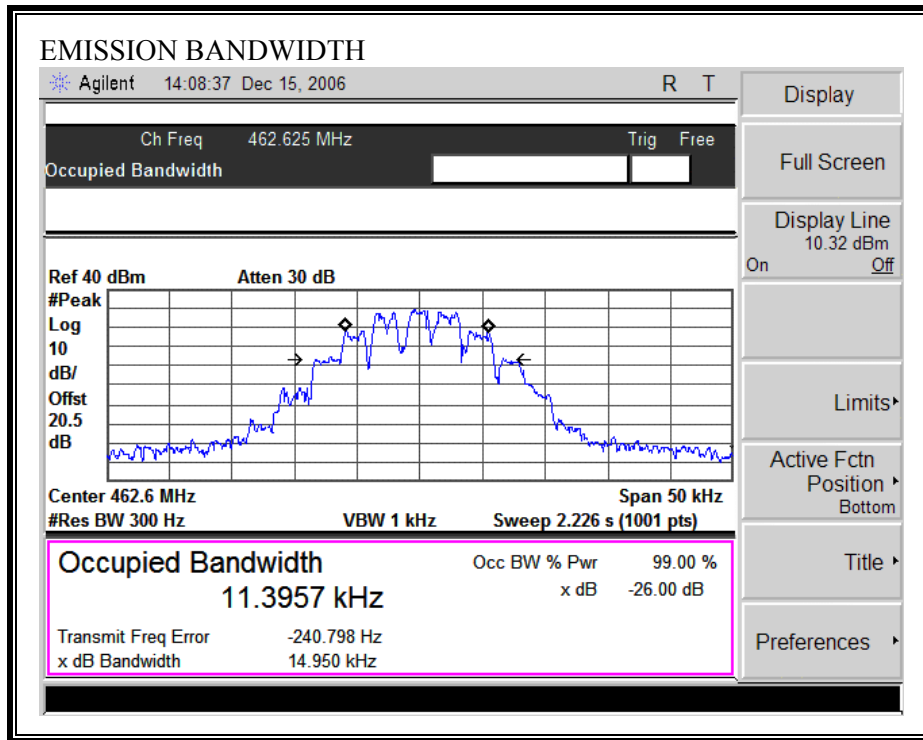 EMISSION BANDWIDTH
Agilent 14:08:37 Dec 15, 2006 R T
Ch Freq 462.625 MHz Trig Free
Occupied Bandwidth
Ref 40 dBm Atten 30 dB
#Peak
Log
10
dB/
Offst
20.5
dB
Center 462.6 MHz Span 50 kHz
#Res BW 300 Hz VBW 1 kHz Sweep 2.226 s (1001 pts)
Occupied Bandwidth Occ BW % Pwr 99.00 %
11.3957 kHz x dB -26.00 dB
Transmit Freq Error -240.798 Hz
x dB Bandwidth 14.950 kHz
Display
Full Screen
Display Line
10.32 dBm
On Off
Limits
Active Fctn
Position
Bottom
Title
Preferences